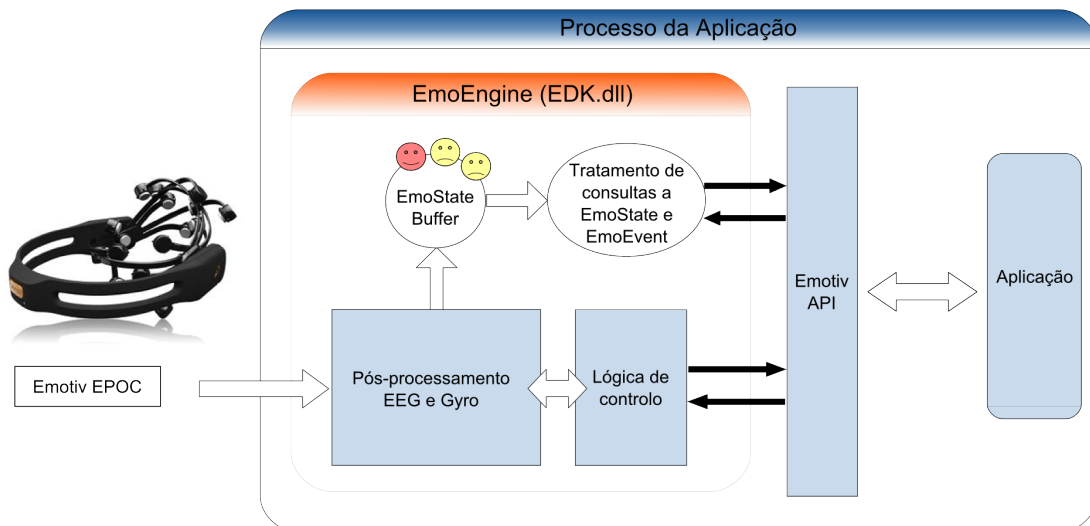 Processo da Aplicação
EmoEngine (EDK.dll)
EmoState
Buffer
Tratamento de
consultas a
EmoState e
EmoEvent
Emotiv
API
Aplicação
Emotiv EPOC
Pós-processamento
EEG e Gyro
Lógica de
controlo